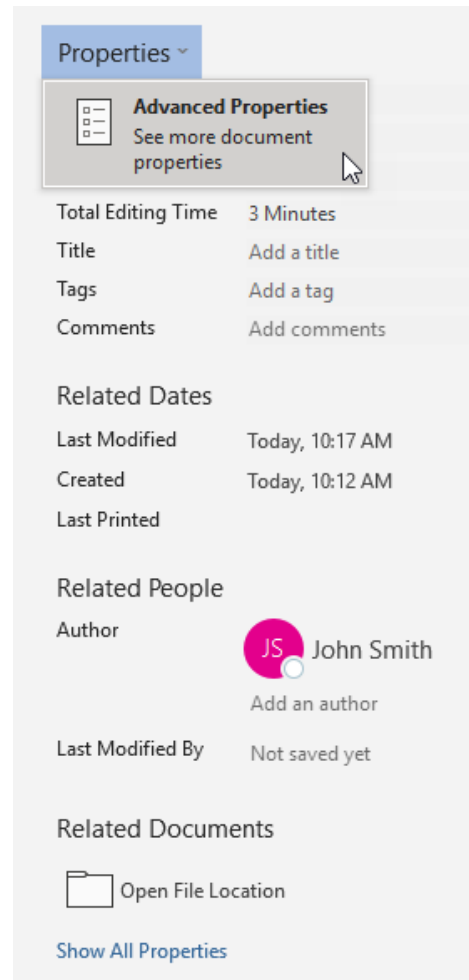 Properties
Advanced Properties
See more document
properties
Total Editing Time 3 Minutes
Title Add a title
Tags Add a tag
Comments Add comments
Related Dates
Last Modified Today, 10:17 AM
Created Today, 10:12 AM
Last Printed
Related People
Author JS John Smith
Add an author
Last Modified By Not saved yet
Related Documents
Open File Location
Show All Properties